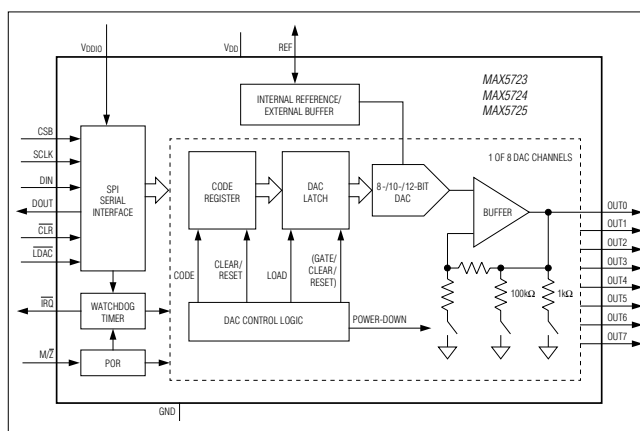 VDDIO
VDD
REF
MAX5723
MAX5724
MAX5725
INTERNAL REFERENCE/
EXTERNAL BUFFER
1 OF 8 DAC CHANNELS
CSB
SCLK
DIN
DOUT
CLR
LDAC
IRQ
M/Z
SPI
SERIAL
INTERFACE
CODE
REGISTER
DAC
LATCH
8-/10-/12-BIT
DAC
BUFFER
OUT0
OUT1
OUT2
OUT3
OUT4
OUT5
OUT6
OUT7
CODE
CLEAR/
RESET
LOAD
(GATE/
CLEAR/
RESET)
100kΩ
1kΩ
WATCHDOG
TIMER
DAC CONTROL LOGIC
POWER-DOWN
POR
GND